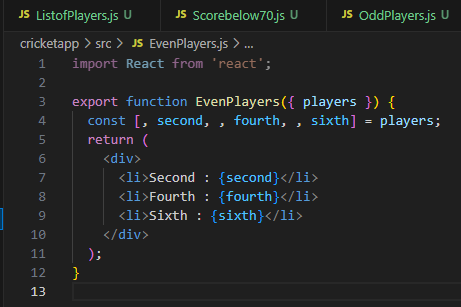 JS ListofPlayers.js JS Scorebelow70.js JS OddPlayers.js
cricketapp > src > JS EvenPlayers.js > ...
1 import React from 'react';
2
3 export function EvenPlayers({ players }) {
4 const [, second, , fourth, , sixth] = players;
5 return (
6 <div>
7 <li>Second : {second}</li>
8 <li>Fourth : {fourth}</li>
9 <li>Sixth : {sixth}</li>
10 </div>
11 );
12 }
13